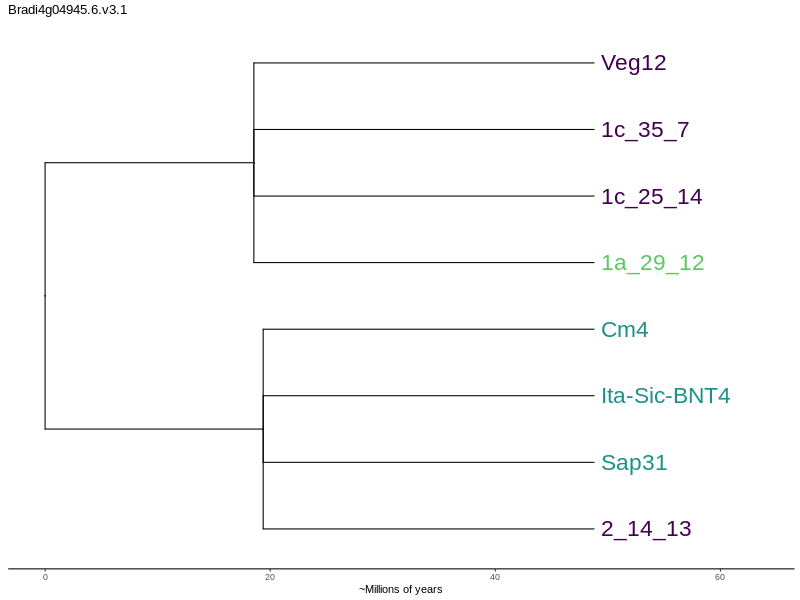 Bradi4g04945.6.v3.1
Veg12
1c_35_7
1c_25_14
1a_29_12
Cm4
Ita-Sic-BNT4
Sap31
2_14_13
0 20 40 60
~Millions of years